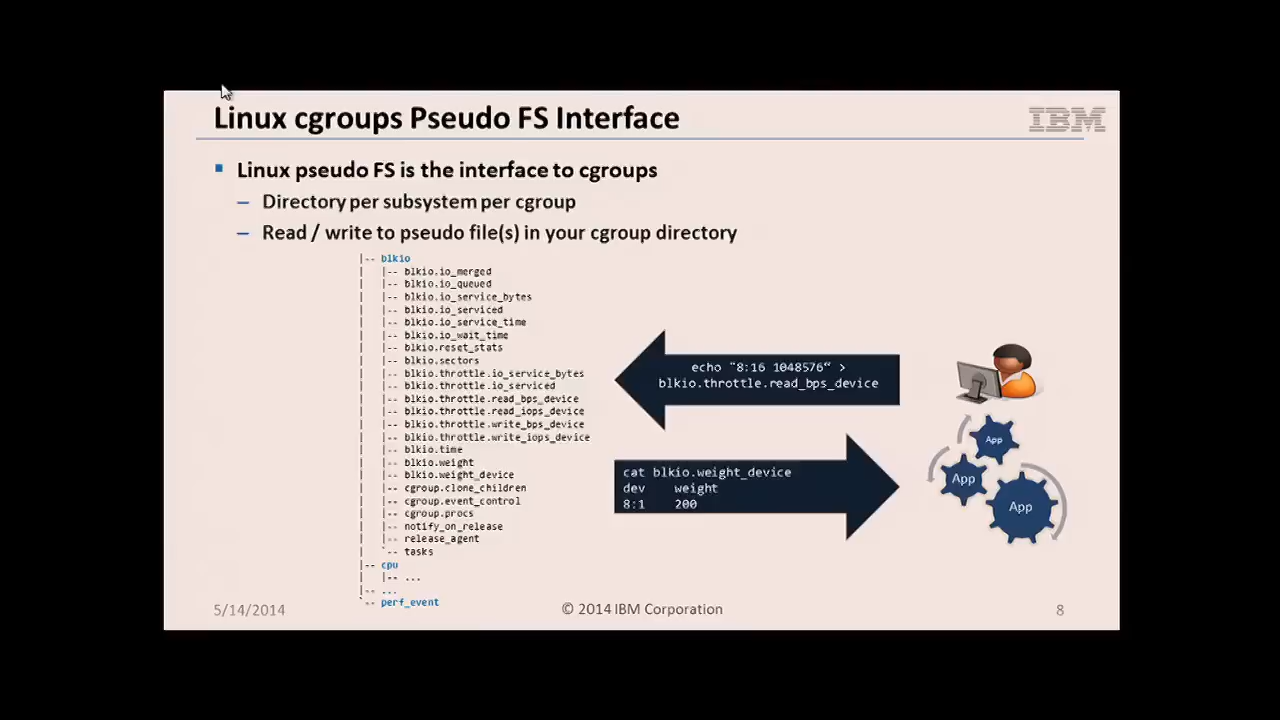 Linux cgroups Pseudo FS Interface
IBM
Linux pseudo FS is the interface to cgroups
– Directory per subsystem per cgroup
– Read / write to pseudo file(s) in your cgroup directory
|-- blkio
|   |-- blkio.io_merged
|   |-- blkio.io_queued
|   |-- blkio.io_service_bytes
|   |-- blkio.io_serviced
|   |-- blkio.io_service_time
|   |-- blkio.io_wait_time
|   |-- blkio.reset_stats
|   |-- blkio.sectors
|   |-- blkio.throttle.io_service_bytes
|   |-- blkio.throttle.io_serviced
|   |-- blkio.throttle.read_bps_device
|   |-- blkio.throttle.read_iops_device
|   |-- blkio.throttle.write_bps_device
|   |-- blkio.throttle.write_iops_device
|   |-- blkio.time
|   |-- blkio.weight
|   |-- blkio.weight_device
|   |-- cgroup.clone_children
|   |-- cgroup.event_control
|   |-- cgroup.procs
|   |-- notify_on_release
|   |-- release_agent
|   `-- tasks
|-- cpu
|   |-- ...
|-- ...
`-- perf_event
echo "8:16 1048576“ >
blkio.throttle.read_bps_device
cat blkio.weight_device
dev    weight
8:1    200
App
App
App
5/14/2014
© 2014 IBM Corporation
8